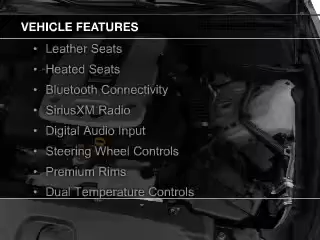 VEHICLE FEATURES
• Leather Seats
• Heated Seats
• Bluetooth Connectivity
• SiriusXM Radio
• Digital Audio Input
• Steering Wheel Controls
• Premium Rims
• Dual Temperature Controls